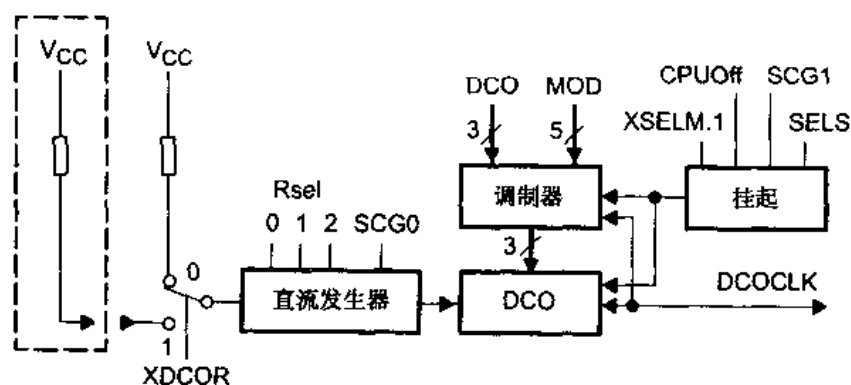 VCC
VCC
CPUOff SCG1
DCO MOD
XSELM.1 SELS
3 5
Rsel
调制器
挂起
0 1 2 SCG0
3
0
直流发生器
DCO
DCOCLK
1
XDCOR